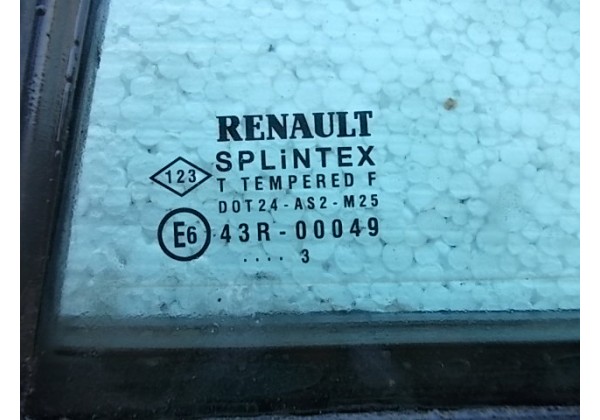 RENAULT
SPLiNTEX
123
T TEMPERED F
DOT24-AS2-M25
E6 43R-00049
.... 3